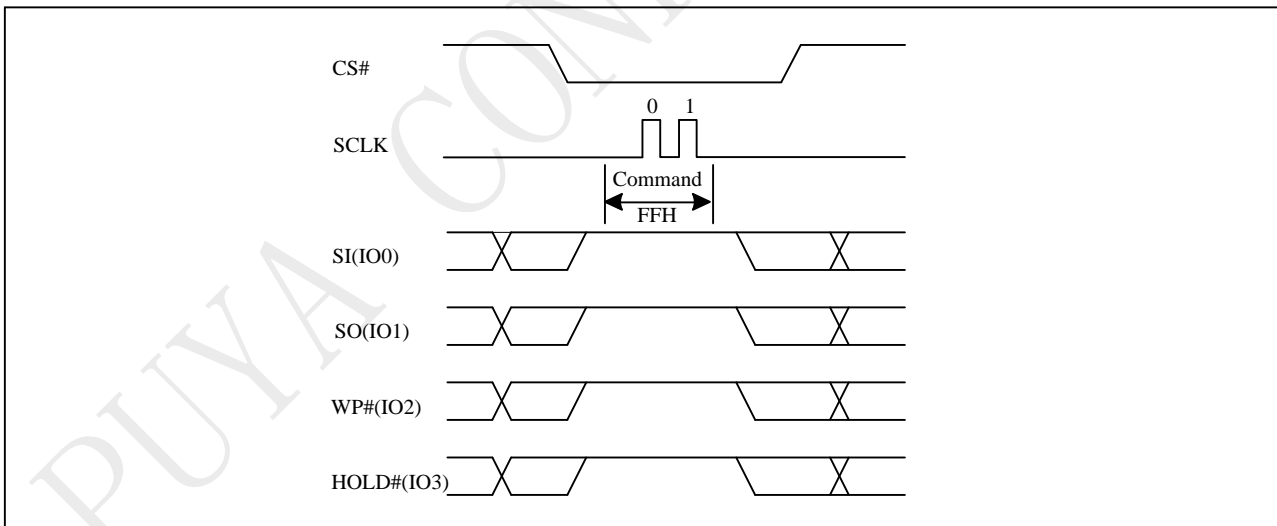 CS#
0 1
SCLK
Command
FFH
SI(IO0)
SO(IO1)
WP#(IO2)
HOLD#(IO3)
PUYA CON